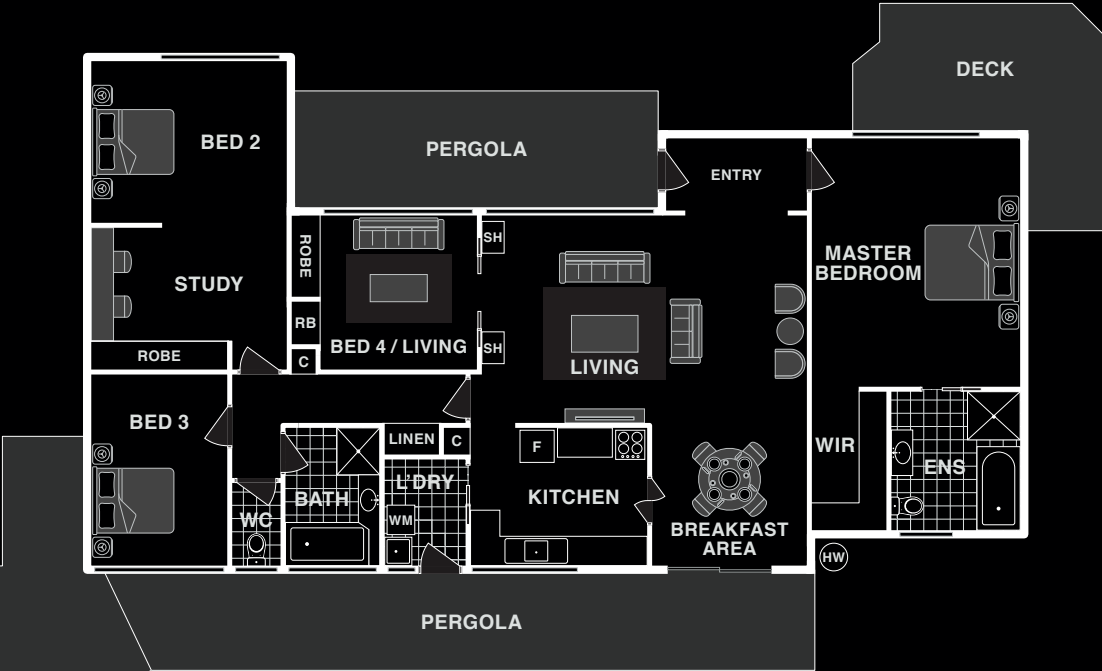 DECK
BED 2
PERGOLA
ENTRY
SH
ROBE
MASTER
BEDROOM
STUDY
RB
BED 4 / LIVING
SH
ROBE
C
LIVING
BED 3
LINEN
C
F
WIR
ENS
L'DRY
KITCHEN
BATH
WC
WM
BREAKFAST
AREA
HW
PERGOLA